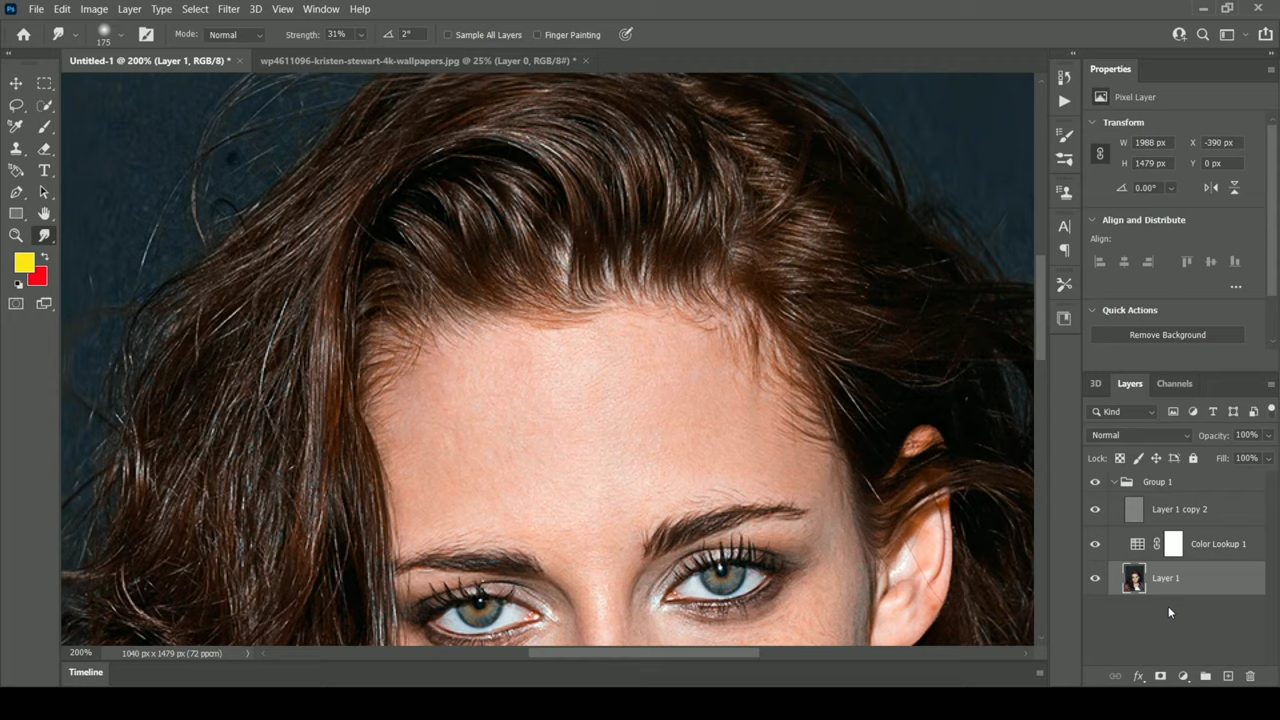 Ps File Edit Image Layer Type Select Filter 3D View Window Help
175 Mode: Normal Strength: 31% 2° Sample All Layers Finger Painting
Untitled-1 @ 200% (Layer 1, RGB/8) * × wp4611096-kristen-stewart-4k-wallpapers.jpg @ 25% (Layer 0, RGB/8#) * ×
Properties
Pixel Layer
Transform
W 1988 px X -390 px
H 1479 px Y 0 px
0.00°
Align and Distribute
Align:
Quick Actions
Remove Background
3D Layers Channels
Kind
Normal Opacity: 100%
Lock: Fill: 100%
Group 1
Layer 1 copy 2
Color Lookup 1
Layer 1
200% 1040 px x 1479 px (72 ppcm)
Timeline